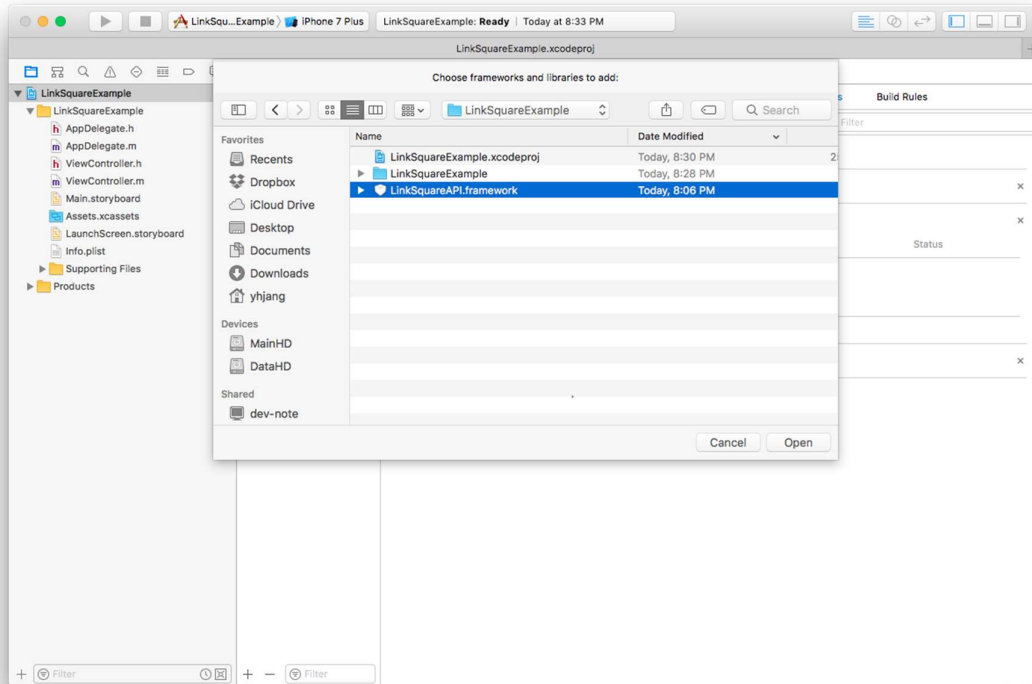 LinkSqu...Example
iPhone 7 Plus
LinkSquareExample: Ready | Today at 8:33 PM
LinkSquareExample.xcodeproj
Choose frameworks and libraries to add:
LinkSquareExample
Search
Favorites
Recents
Dropbox
iCloud Drive
Desktop
Documents
Downloads
yhjang
Devices
MainHD
DataHD
Shared
dev-note
Name
Date Modified
LinkSquareExample.xcodeproj
Today, 8:30 PM
LinkSquareExample
Today, 8:28 PM
LinkSquareAPI.framework
Today, 8:06 PM
Cancel
Open
LinkSquareExample
LinkSquareExample
h AppDelegate.h
m AppDelegate.m
h ViewController.h
m ViewController.m
Main.storyboard
Assets.xcassets
LaunchScreen.storyboard
Info.plist
Supporting Files
Products
Build Rules
Filter
Status
Filter
Filter